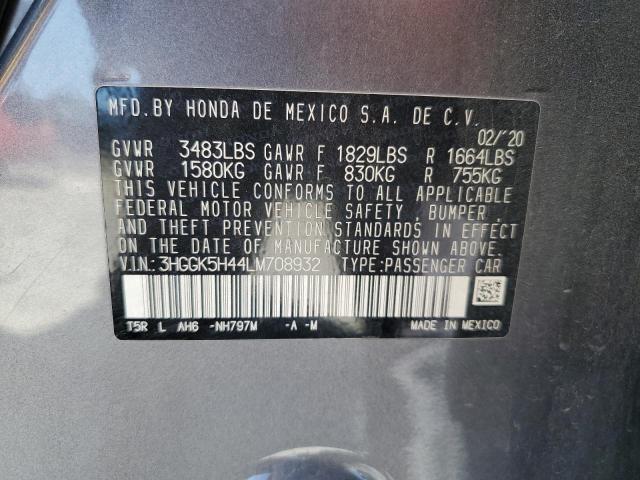 MFD.BY HONDA DE MEXICO S.A. DE C.V.
02/'20
GVWR 3483LBS GAWR F 1829LBS R 1664LBS
GVWR 1580KG GAWR F 830KG R 755KG
THIS VEHICLE CONFORMS TO ALL APPLICABLE
FEDERAL MOTOR VEHICLE SAFETY , BUMPER ,
AND THEFT PREVENTION STANDARDS IN EFFECT
ON THE DATE OF MANUFACTURE SHOWN ABOVE.
V.I.N.: 3HGGK5H44LM708932 TYPE:PASSENGER CAR
T5R L AH6 -NH797M -A -M MADE IN MEXICO